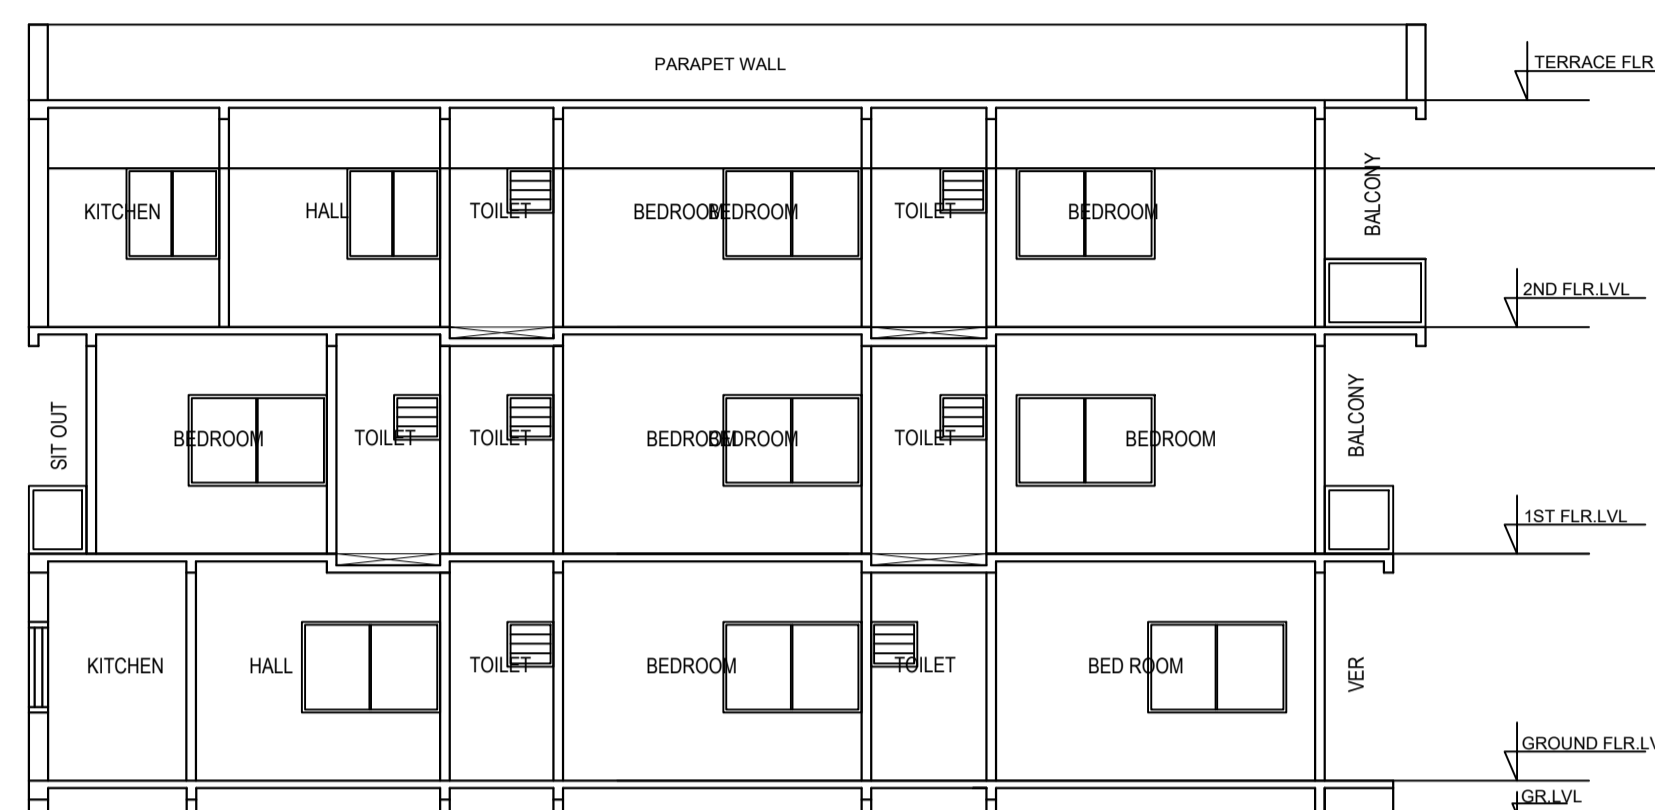 PARAPET WALL
TERRACE FLR.
KITCHEN
HALL
TOILET
BEDROOM
BEDROOM
TOILET
BEDROOM
BALCONY
2ND FLR.LVL
SIT OUT
BEDROOM
TOILET
TOILET
BEDROOM
BEDROOM
TOILET
BEDROOM
BALCONY
1ST FLR.LVL
KITCHEN
HALL
TOILET
BEDROOM
TOILET
BED ROOM
VER
GROUND FLR.LV
GR.LVL